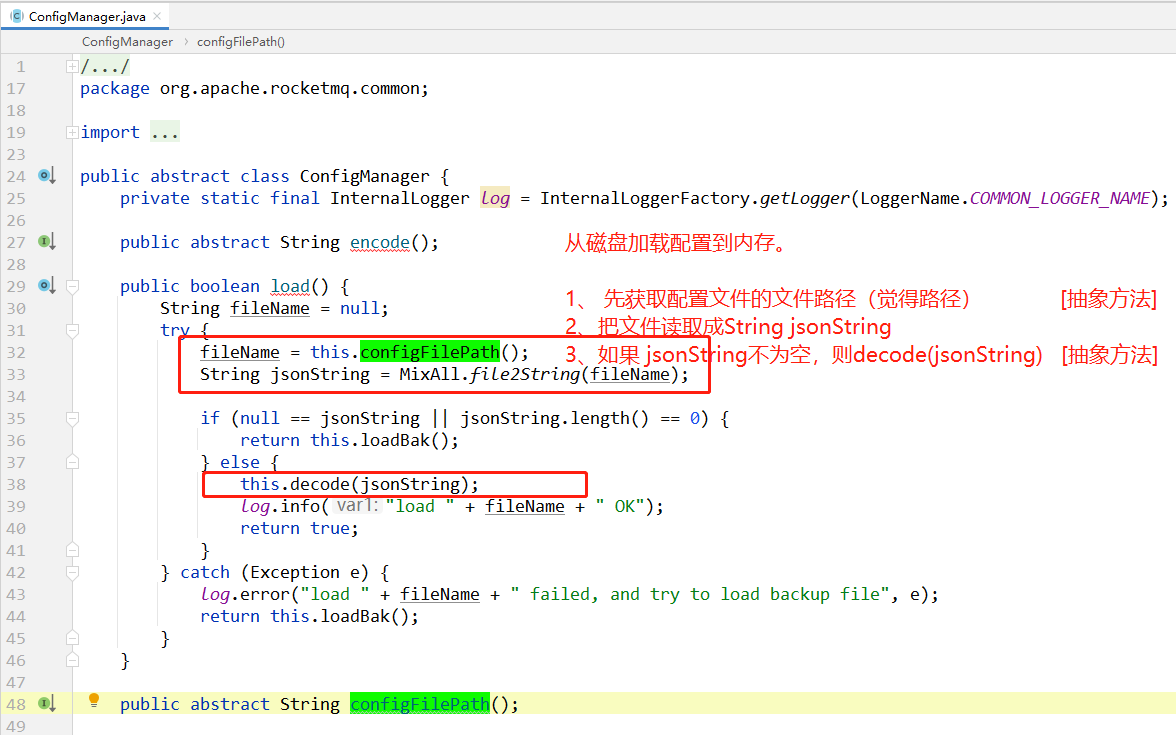 ConfigManager.java
ConfigManager › configFilePath()
1 /.../
17 package org.apache.rocketmq.common;
18
19 import ...
23
24 public abstract class ConfigManager {
25 private static final InternalLogger log = InternalLoggerFactory.getLogger(LoggerName.COMMON_LOGGER_NAME);
26
27 public abstract String encode(); 从磁盘加载配置到内存。
28
29 public boolean load() {
1、 先获取配置文件的文件路径（觉得路径） [抽象方法]
30 String fileName = null;
2、把文件读取成String jsonString
31 try {
32 fileName = this.configFilePath();
3、如果 jsonString不为空，则decode(jsonString) [抽象方法]
33 String jsonString = MixAll.file2String(fileName);
34
35 if (null == jsonString || jsonString.length() == 0) {
36 return this.loadBak();
37 } else {
38 this.decode(jsonString);
39 log.info( var1: "load " + fileName + " OK");
40 return true;
41 }
42 } catch (Exception e) {
43 log.error("load " + fileName + " failed, and try to load backup file", e);
44 return this.loadBak();
45 }
46 }
47
48 public abstract String configFilePath();
49